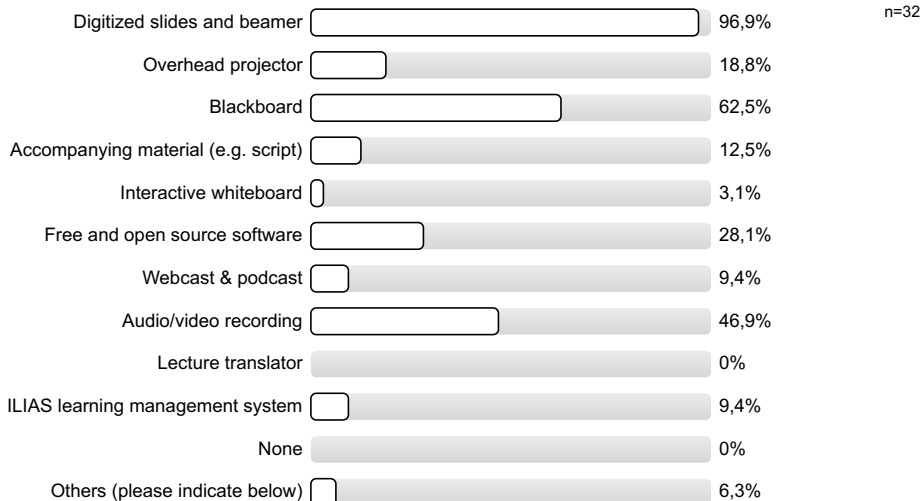 n=32
Digitized slides and beamer 96,9%
Overhead projector 18,8%
Blackboard 62,5%
Accompanying material (e.g. script) 12,5%
Interactive whiteboard 3,1%
Free and open source software 28,1%
Webcast & podcast 9,4%
Audio/video recording 46,9%
Lecture translator 0%
ILIAS learning management system 9,4%
None 0%
Others (please indicate below) 6,3%